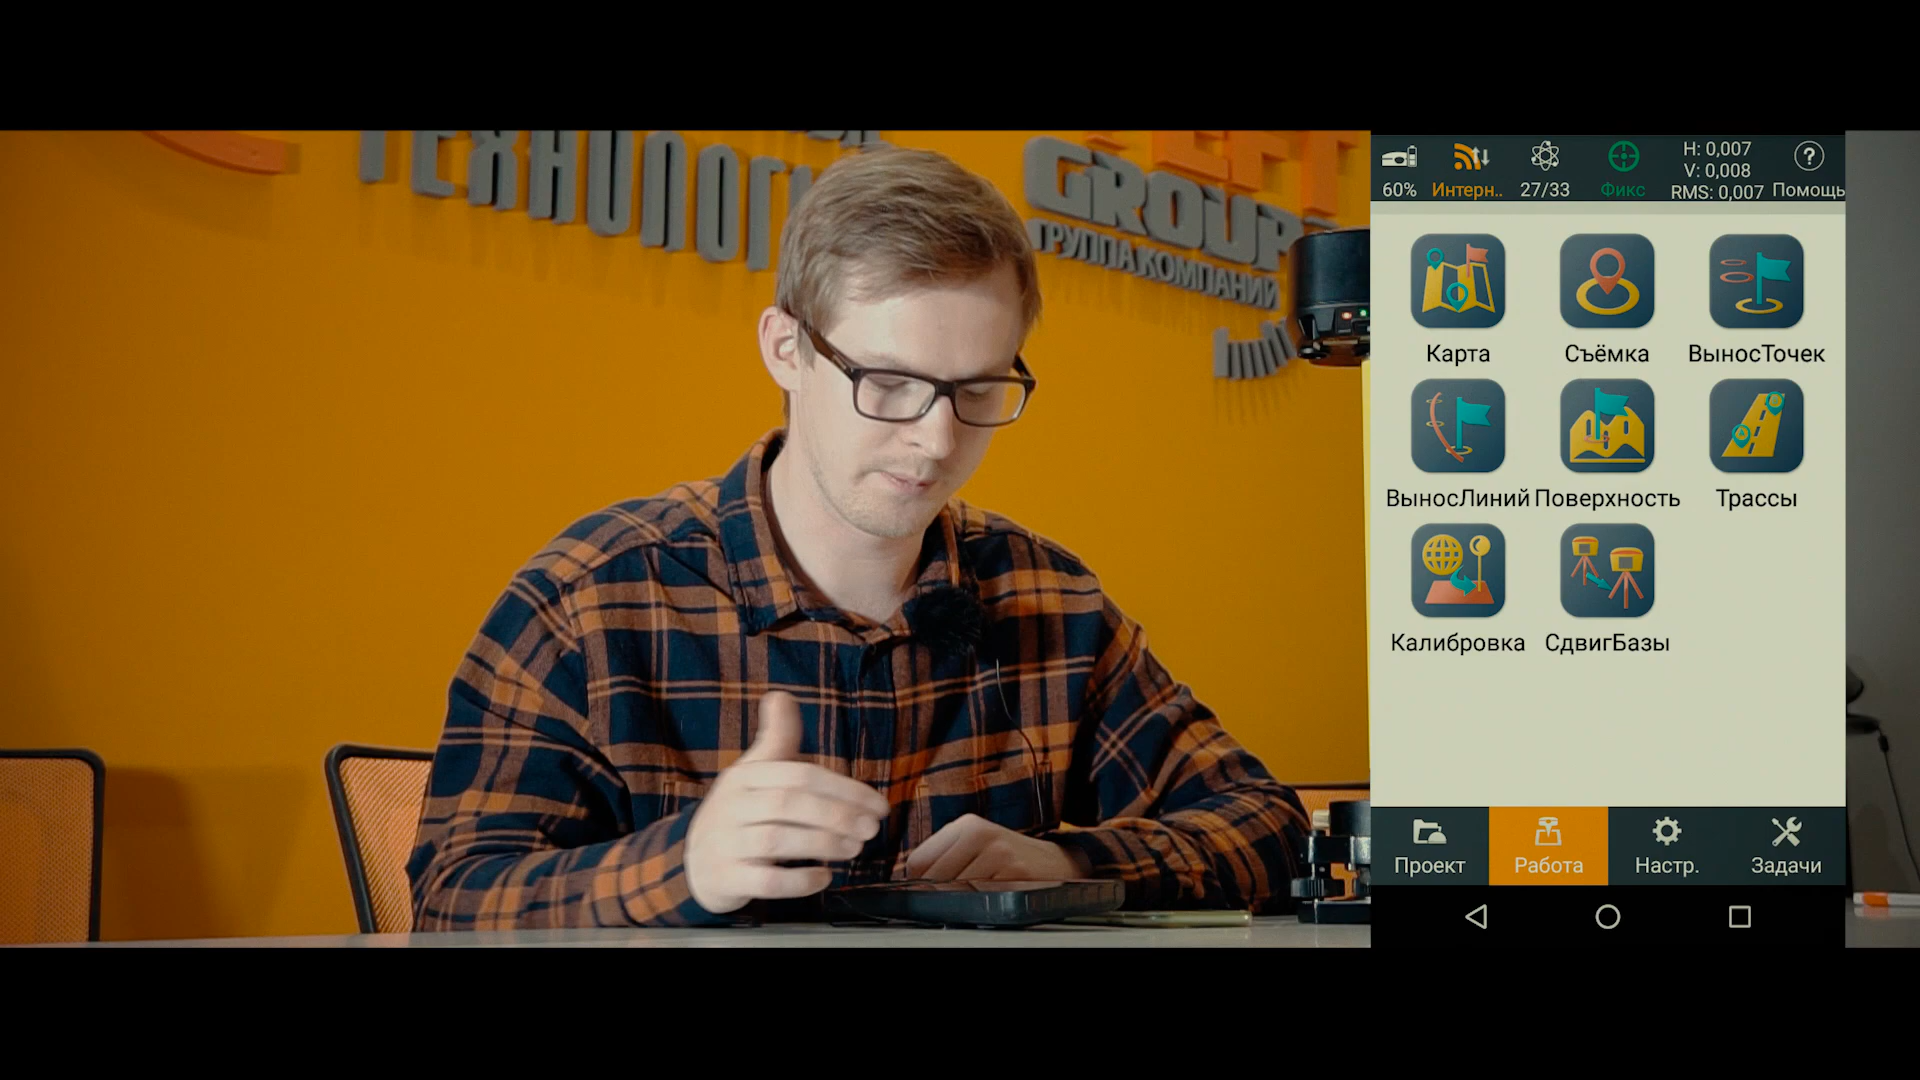 GROUP
ГРУППА КОМПАНИЙ
60%
Интерн..
27/33
Фикс
H: 0,007
V: 0,008
RMS: 0,007
Помощь
Карта
Съёмка
ВыносТочек
ВыносЛиний
Поверхность
Трассы
Калибровка
СдвигБазы
Проект
Работа
Настр.
Задачи